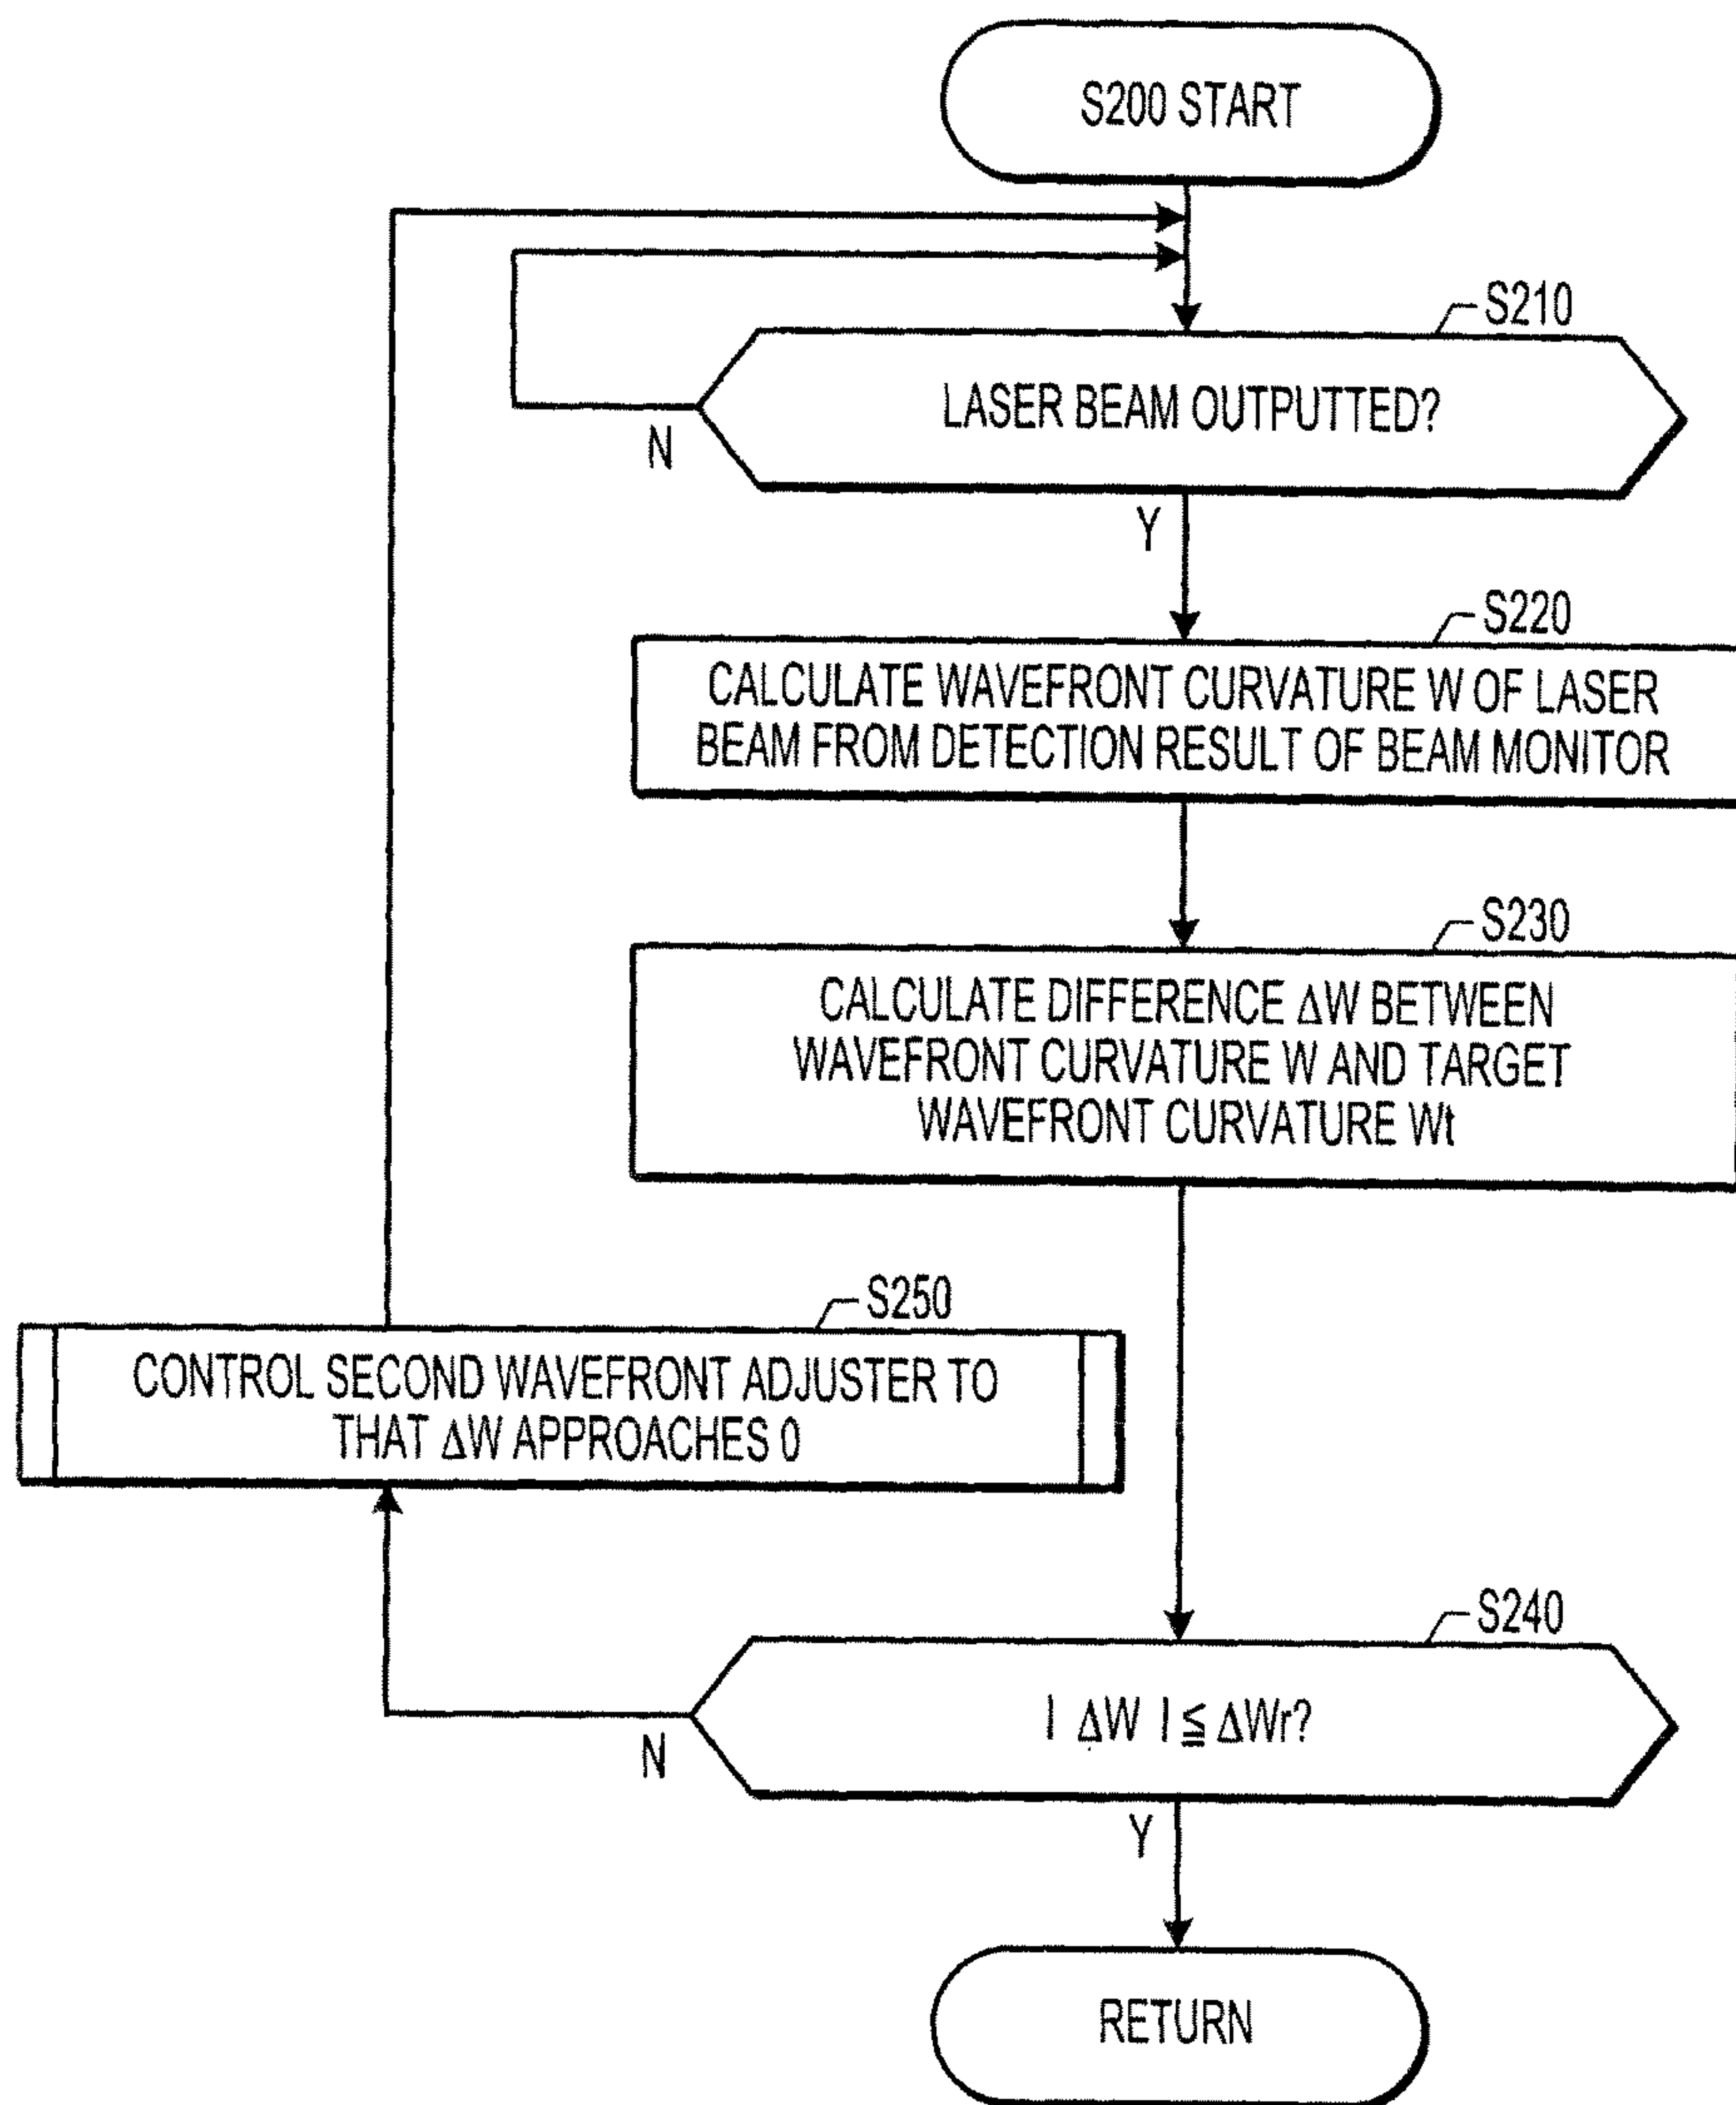 S200 START
S210
LASER BEAM OUTPUTTED?
N
Y
S220
CALCULATE WAVEFRONT CURVATURE W OF LASER
BEAM FROM DETECTION RESULT OF BEAM MONITOR
S230
CALCULATE DIFFERENCE ΔW BETWEEN
WAVEFRONT CURVATURE W AND TARGET
WAVEFRONT CURVATURE Wt
S250
CONTROL SECOND WAVEFRONT ADJUSTER TO
THAT ΔW APPROACHES 0
S240
| ΔW | ≦ ΔWr?
N
Y
RETURN